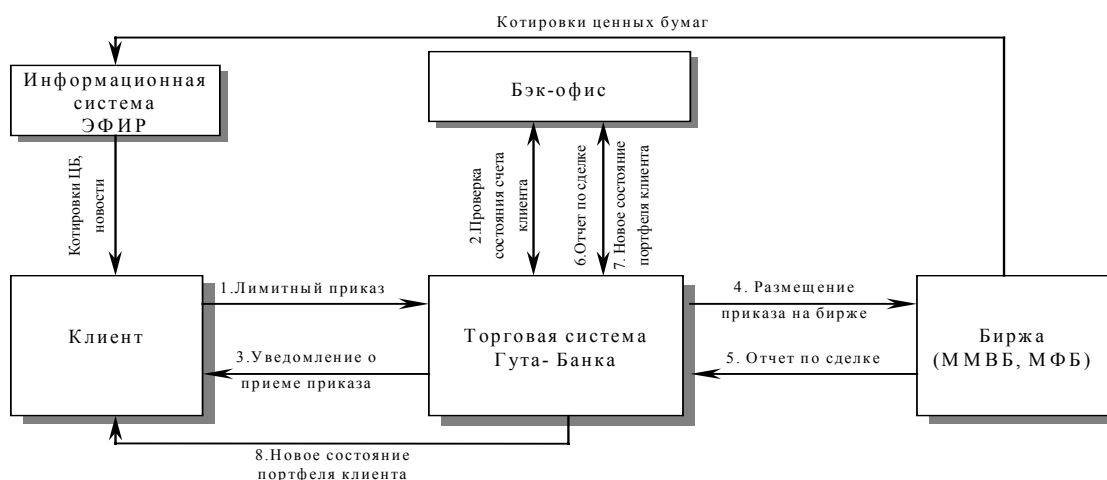 Котировки ценных бумаг
Информационная
система
ЭФИР
Бэк-офис
Котировки ЦБ,
новости
2.Проверка
состояния счета
клиента
6.Отчет по сделке
7. Новое состояние
портфеля клиента
1.Лимитный приказ
4. Размещение
приказа на бирже
Клиент
Торговая система
Гута- Банка
Биржа
(ММВБ, МФБ)
3.Уведомление о
приеме приказа
5. Отчет по сделке
8.Новое состояние
портфеля клиента